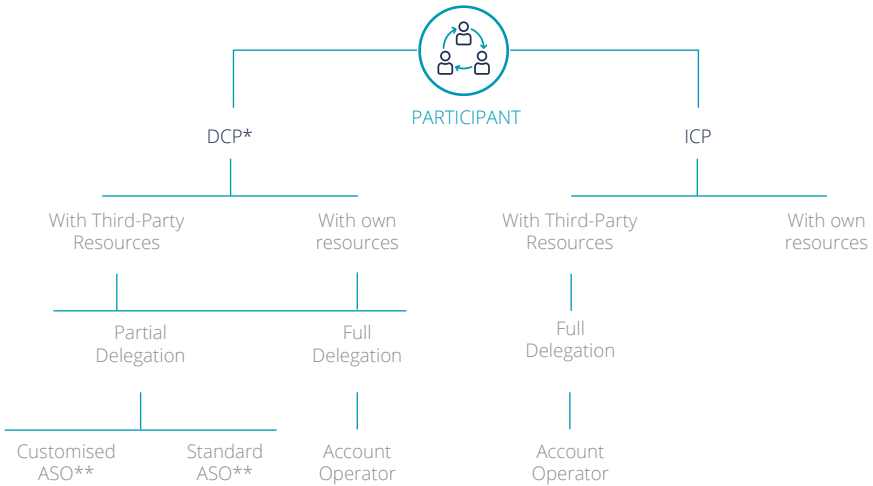 PARTICIPANT
DCP*
ICP
With Third-Party
Resources
With own
resources
With Third-Party
Resources
With own
resources
Partial
Delegation
Full
Delegation
Full
Delegation
Customised
ASO**
Standard
ASO**
Account
Operator
Account
Operator